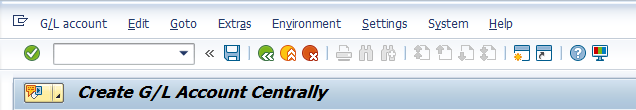 G/L account Edit Goto Extras Environment Settings System Help
Create G/L Account Centrally